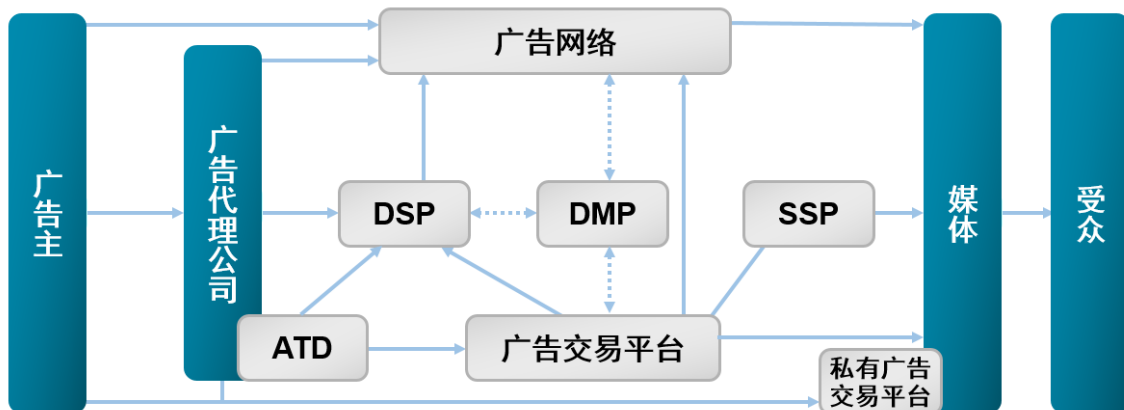 广告网络
广告主
广告代理公司
DSP
DMP
SSP
媒体
受众
ATD
广告交易平台
私有广告
交易平台